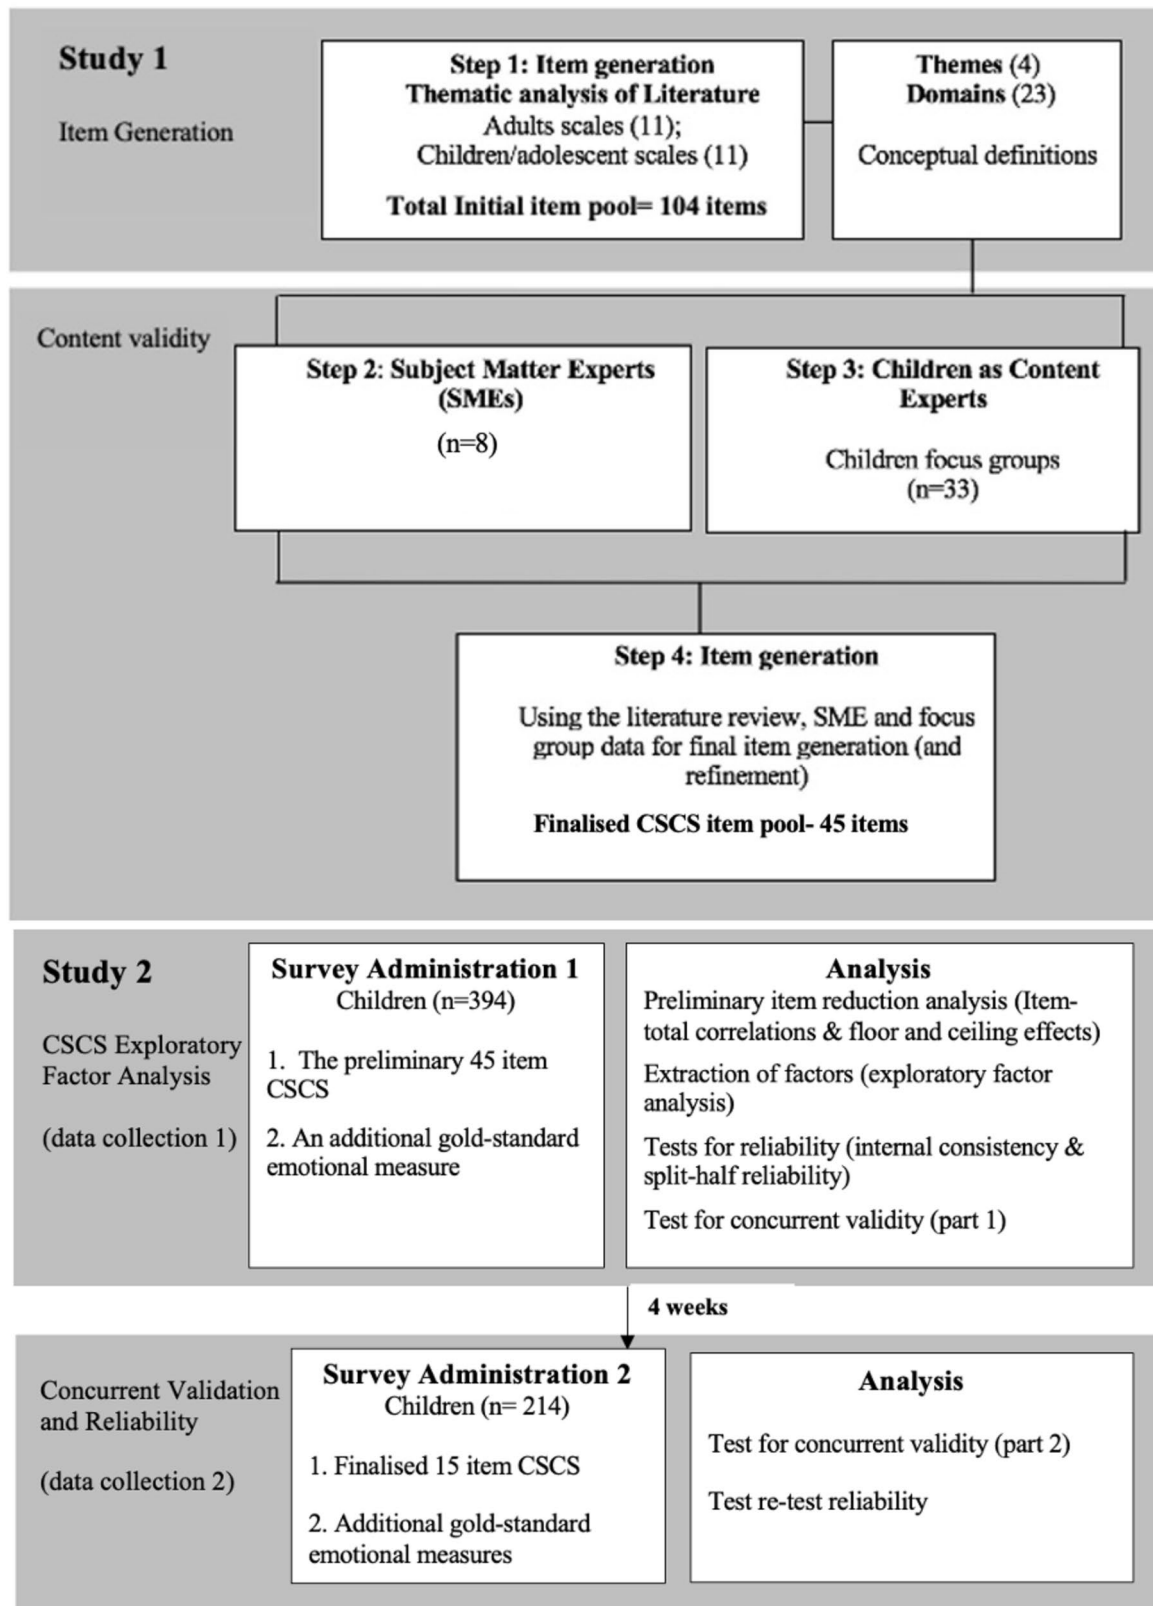 Study 1
Item Generation
Step 1: Item generation
Thematic analysis of Literature
Adults scales (11);
Children/adolescent scales (11)
Total Initial item pool= 104 items
Themes (4)
Domains (23)
Conceptual definitions
Content validity
Step 2: Subject Matter Experts
(SMEs)
(n=8)
Step 3: Children as Content
Experts
Children focus groups
(n=33)
Step 4: Item generation
Using the literature review, SME and focus
group data for final item generation (and
refinement)
Finalised CSCS item pool- 45 items
Study 2
CSCS Exploratory
Factor Analysis
(data collection 1)
Survey Administration 1
Children (n=394)
1. The preliminary 45 item
CSCS
2. An additional gold-standard
emotional measure
Analysis
Preliminary item reduction analysis (Item-
total correlations & floor and ceiling effects)
Extraction of factors (exploratory factor
analysis)
Tests for reliability (internal consistency &
split-half reliability)
Test for concurrent validity (part 1)
4 weeks
Concurrent Validation
and Reliability
(data collection 2)
Survey Administration 2
Children (n= 214)
1. Finalised 15 item CSCS
2. Additional gold-standard
emotional measures
Analysis
Test for concurrent validity (part 2)
Test re-test reliability